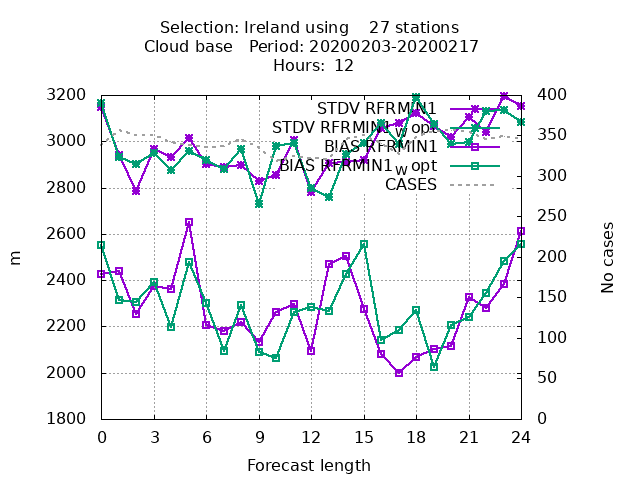 Selection: Ireland using 27 stations
Cloud base Period: 20200203-20200217
Hours: 12
3200
3000
2800
2600
2400
2200
2000
1800
400
350
300
250
200
150
100
50
0
m
No cases
STDV RFRMIN1
STDV RFRMIN1_w opt
BIAS RFRMIN1
BIAS RFRMIN1_w opt
CASES
0 3 6 9 12 15 18 21 24
Forecast length